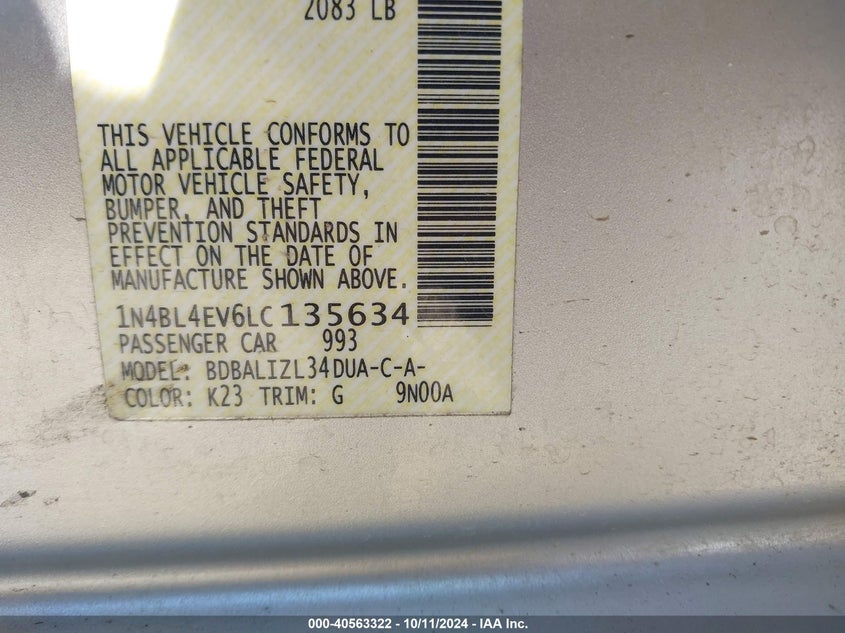 2083 LB
THIS VEHICLE CONFORMS TO
ALL APPLICABLE FEDERAL
MOTOR VEHICLE SAFETY,
BUMPER, AND THEFT
PREVENTION STANDARDS IN
EFFECT ON THE DATE OF
MANUFACTURE SHOWN ABOVE.
1N4BL4EV6LC135634
PASSENGER CAR 993
MODEL: BDBALIZL34DUA-C-A-
COLOR: K23 TRIM: G 9N00A
000-40563322 - 10/11/2024 - IAA Inc.